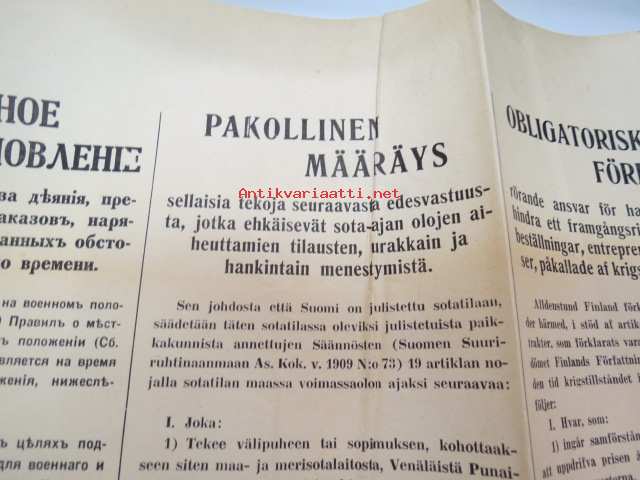 НОЕ
НОВЛЕНІЕ
ва дѣянія, пре-
аказовъ, наря-
анныхъ обсто-
о времени.
на военномъ поло-
Правилъ о мѣст-
ъ положеніи (Сб.
вляется на время
женія, нижеслѣ-
ъ цѣляхъ под-
для военнаго и
PAKOLLINEN
MÄÄRÄYS
sellaisia tekoja seuraavasta edesvastuus-
ta, jotka ehkäisevät sota-ajan olojen ai-
heuttamien tilausten, urakkain ja
hankintain menestymistä.
Sen johdosta että Suomi on julistettu sotatilaan,
säädetään täten sotatilassa oleviksi julistetuista paik-
kakunnista annettujen Säännösten (Suomen Suuri-
ruhtinaanmaan As. Kok. v. 1909 N:o 73) 19 artiklan no-
jalla sotatilan maassa voimassaolon ajaksi seuraavaa:
I. Joka:
1) Tekee välipuheen tai sopimuksen, kohottaak-
seen siten maa- ja merisotalaitosta, Venäläistä Punai-
OBLIGATORISK
FÖR
rörande ansvar för ha
hindra ett framgångsri
beställningar, entrepren
ser, påkallade af krigs
Alldenstund Finland förk
der härmed, i stöd af artik
trakter, som förklarats vara
dömet Finlands Författnin
den tid krigstillståndet i
följer:
I. Hvar, som:
1) ingår samförstån
att uppdrifva prisen å
Antikvariaatti.net